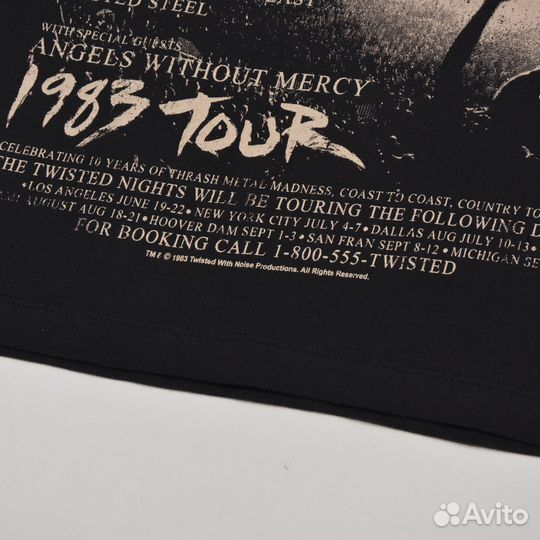 EAST
STEEL
WITH SPECIAL GUESTS
ANGELS WITHOUT MERCY
1983 TOUR
CELEBRATING 10 YEARS OF THRASH METAL MADNESS, COAST TO COAST, COUNTRY TO
THE TWISTED NIGHTS WILL BE TOURING THE FOLLOWING D
•LOS ANGELES JUNE 19-22•NEW YORK CITY JULY 4-7•DALLAS AUG JULY 10-13•
AUGUST AUG 18-21•HOOVER DAM SEPT 1-3•SAN FRAN SEPT 8-12•MICHIGAN SE
FOR BOOKING CALL 1-800-555-TWISTED
TM & © 1983 Twisted With Noise Productions. All Rights Reserved.
Avito